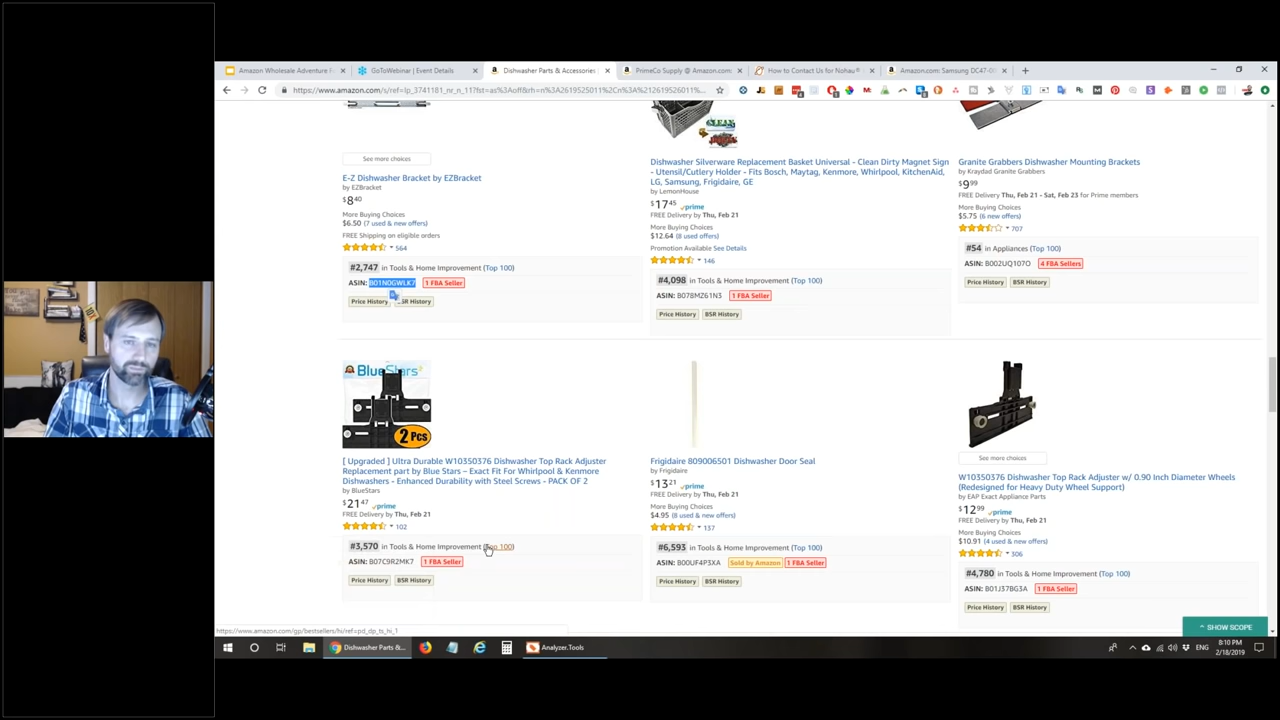 Amazon Wholesale Adventure
GoToWebinar | Event Details
Dishwasher Parts & Accessories
PrimeCo Supply @ Amazon.com:
How to Contact Us for Nohau®
Amazon.com: Samsung DC47-00
https://www.amazon.com/s/ref=lp_3741181_nr_n_11?fst=as%3Aoff&rh=n%3A2619525011%2Cn%3A%212619526011%
See more choices
E-Z Dishwasher Bracket by EZBracket
by EZBracket
$8 40
More Buying Choices
$6.50 (7 used & new offers)
FREE Shipping on eligible orders
564
#2,747 in Tools & Home Improvement (Top 100)
ASIN: B01N0GWLK7 1 FBA Seller
Price History BSR History
CLEAN
Dishwasher Silverware Replacement Basket Universal - Clean Dirty Magnet Sign
- Utensil/Cutlery Holder - Fits Bosch, Maytag, Kenmore, Whirlpool, KitchenAid,
LG, Samsung, Frigidaire, GE
by LemonHouse
$17 45 prime
FREE Delivery by Thu, Feb 21
More Buying Choices
$12.64 (8 used offers)
Promotion Available See Details
146
#4,098 in Tools & Home Improvement (Top 100)
ASIN: B078MZ61N3 1 FBA Seller
Price History BSR History
Granite Grabbers Dishwasher Mounting Brackets
by Kraydad Granite Grabbers
$9 99
FREE Delivery Thu, Feb 21 - Sat, Feb 23 for Prime members
More Buying Choices
$5.75 (6 new offers)
707
#54 in Appliances (Top 100)
ASIN: B002UQ107O 4 FBA Sellers
Price History BSR History
BlueStars
2 Pcs
[ Upgraded ] Ultra Durable W10350376 Dishwasher Top Rack Adjuster
Replacement part by Blue Stars – Exact Fit For Whirlpool & Kenmore
Dishwashers - Enhanced Durability with Steel Screws - PACK OF 2
by BlueStars
$21 47 prime
FREE Delivery by Thu, Feb 21
102
#3,570 in Tools & Home Improvement (Top 100)
ASIN: B07C9R2MK7 1 FBA Seller
Price History BSR History
Frigidaire 809006501 Dishwasher Door Seal
by Frigidaire
$13 21 prime
FREE Delivery by Thu, Feb 21
More Buying Choices
$4.95 (8 used & new offers)
137
#6,593 in Tools & Home Improvement (Top 100)
ASIN: B00UF4P3XA Sold by Amazon 1 FBA Seller
Price History BSR History
See more choices
W10350376 Dishwasher Top Rack Adjuster w/ 0.90 Inch Diameter Wheels
(Redesigned for Heavy Duty Wheel Support)
by EAP Exact Appliance Parts
$12 99 prime
FREE Delivery by Thu, Feb 21
More Buying Choices
$10.91 (4 used & new offers)
306
#4,780 in Tools & Home Improvement (Top 100)
ASIN: B01J37BG3A 1 FBA Seller
Price History BSR History
SHOW SCOPE
https://www.amazon.com/gp/bestsellers/hi/ref=pd_dp_ts_hi_1
Dishwasher Parts &...
Analyzer.Tools
ENG
8:10 PM
2/18/2019